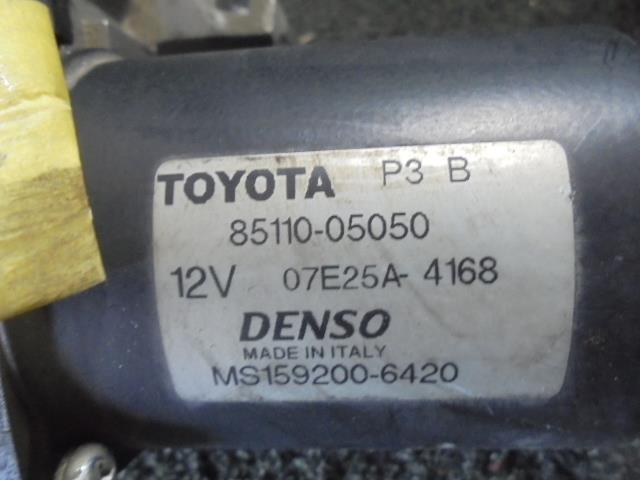 TOYOTA P3 B
85110-05050
12V 07E25A-4168
DENSO
MADE IN ITALY
MS159200-6420